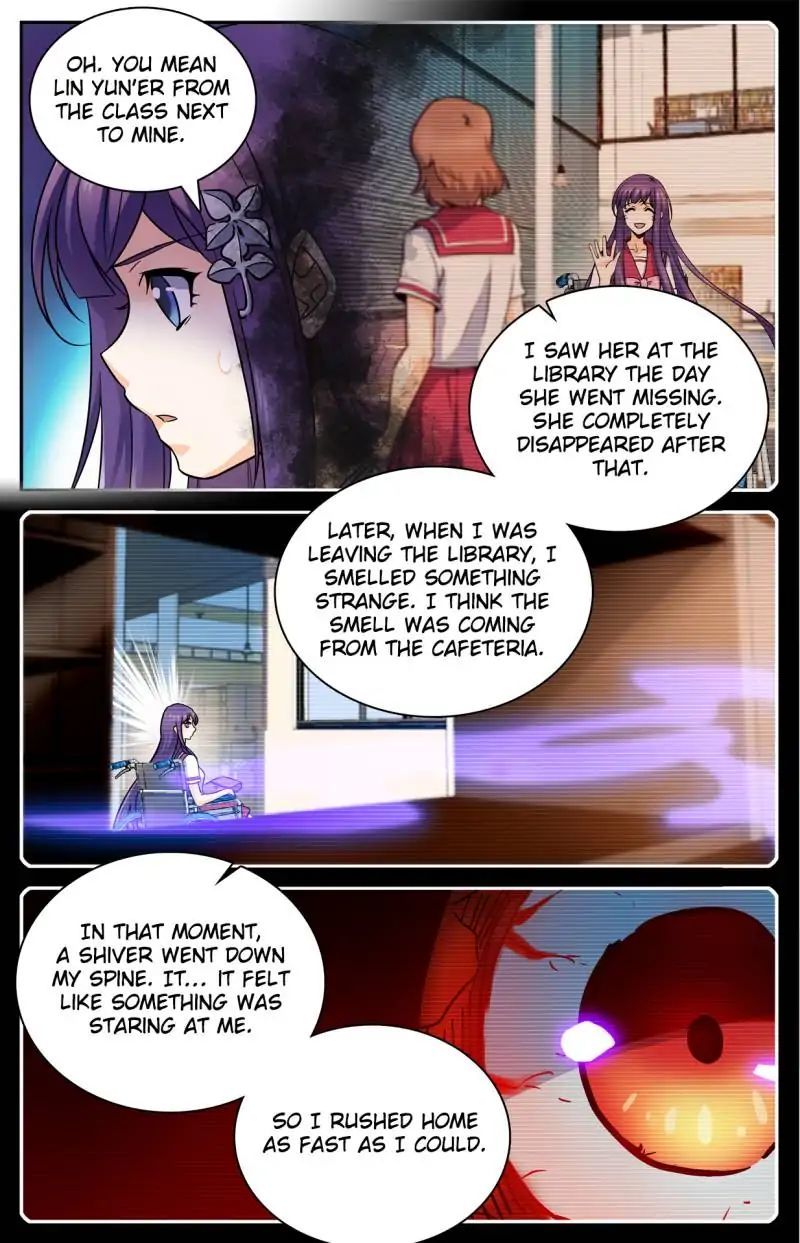 OH. YOU MEAN
LIN YUN'ER FROM
THE CLASS NEXT
TO MINE.
I SAW HER AT THE
LIBRARY THE DAY
SHE WENT MISSING.
SHE COMPLETELY
DISAPPEARED AFTER
THAT.
LATER, WHEN I WAS
LEAVING THE LIBRARY, I
SMELLED SOMETHING
STRANGE. I THINK THE
SMELL WAS COMING
FROM THE CAFETERIA.
IN THAT MOMENT,
A SHIVER WENT DOWN
MY SPINE. IT... IT FELT
LIKE SOMETHING WAS
STARING AT ME.
SO I RUSHED HOME
AS FAST AS I COULD.